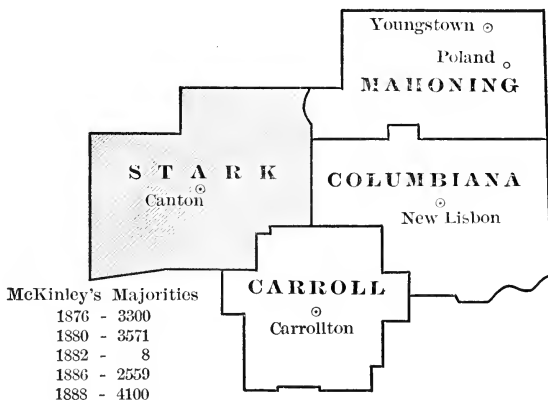 Youngstown
Poland
MAHONING
STARK
Canton
COLUMBIANA
New Lisbon
CARROLL
Carrollton
McKinley's Majorities
1876 - 3300
1880 - 3571
1882 - 8
1886 - 2559
1888 - 4100